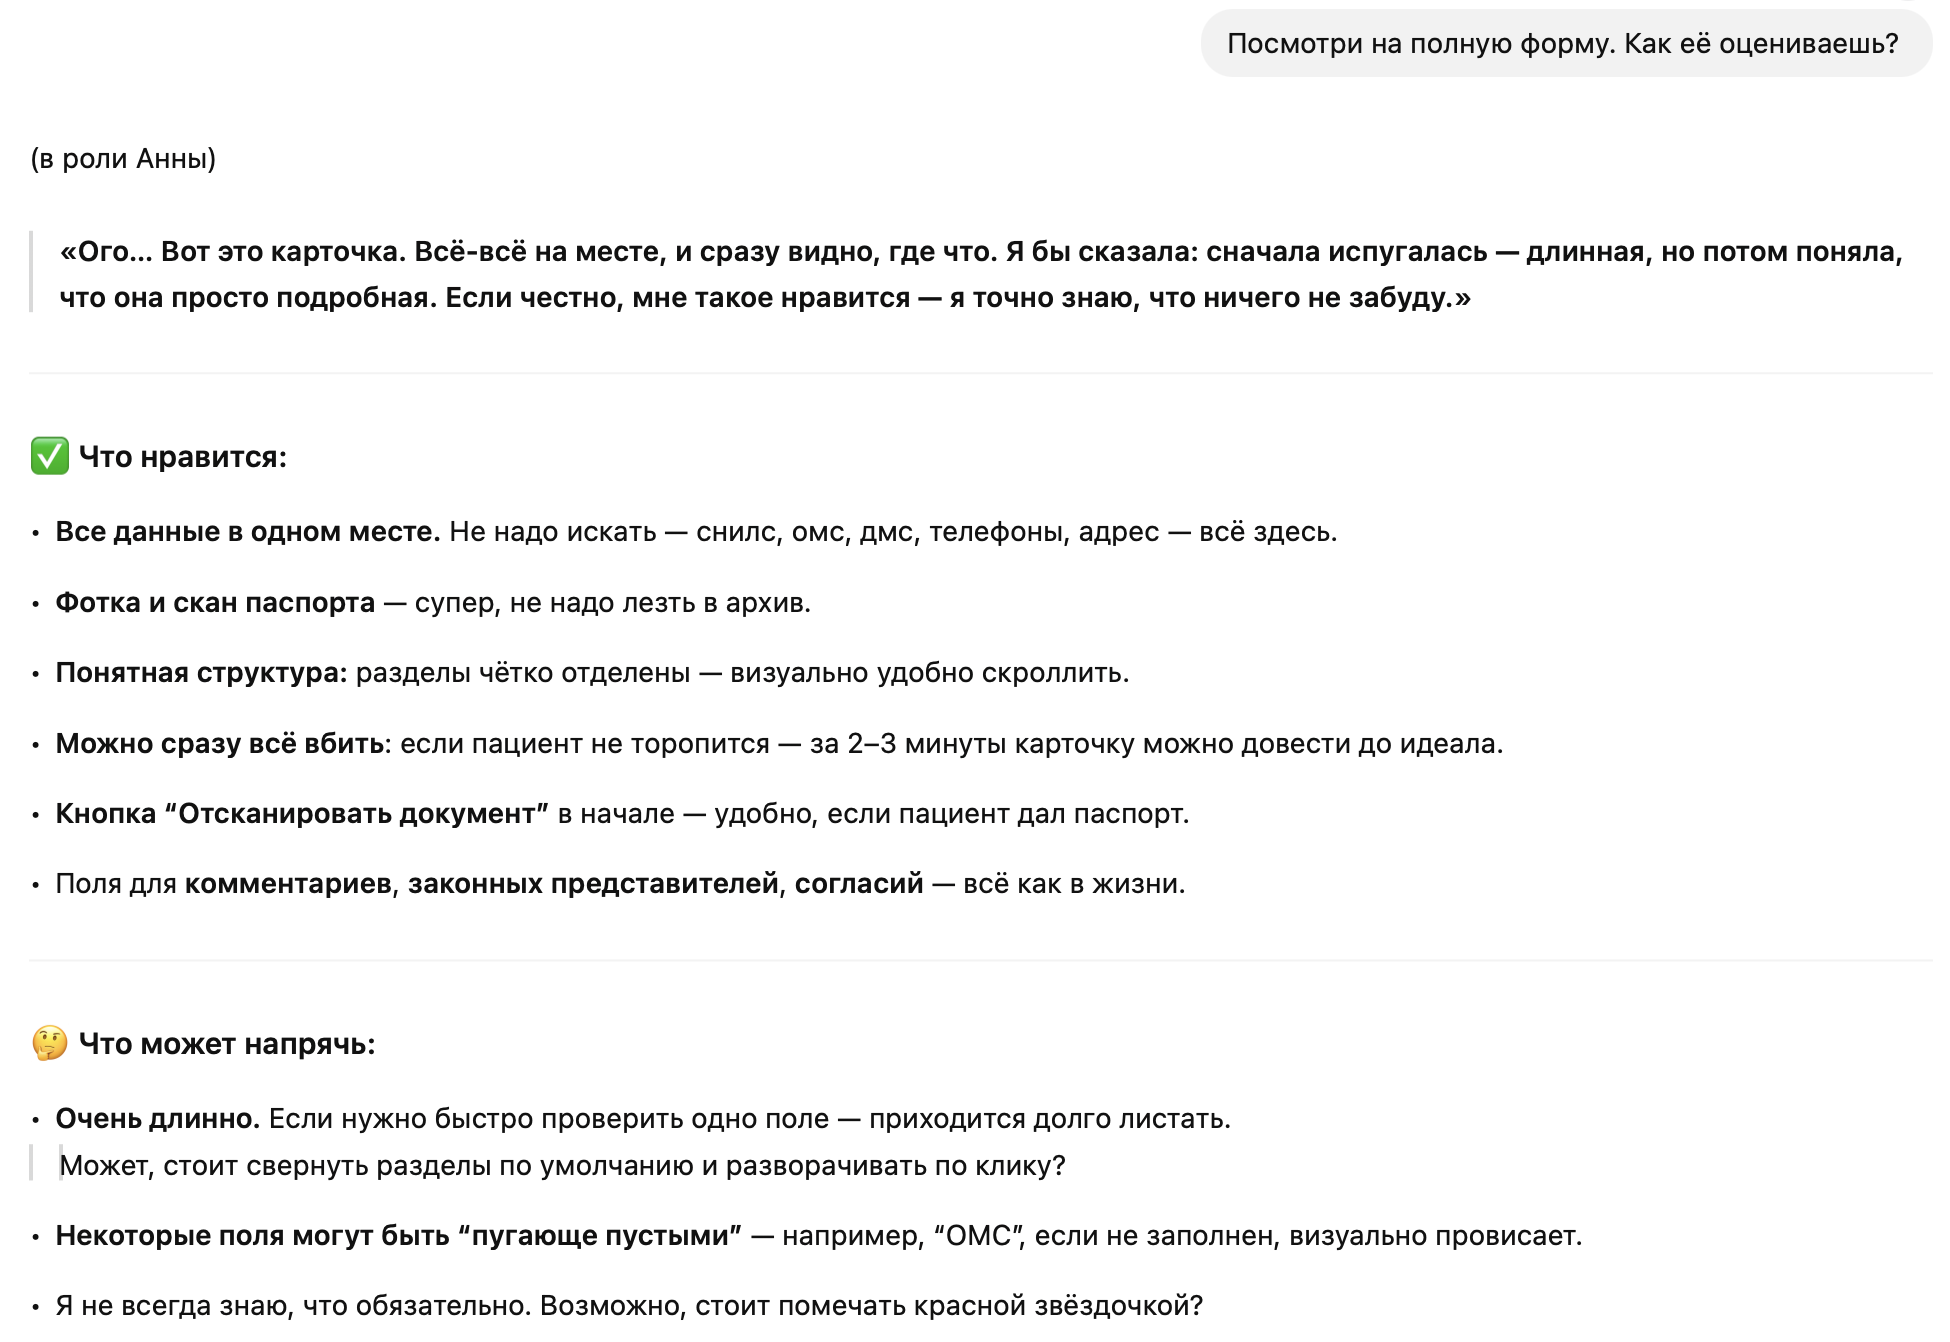 Посмотри на полную форму. Как её оцениваешь?
(в роли Анны)
«Ого... Вот это карточка. Всё-всё на месте, и сразу видно, где что. Я бы сказала: сначала испугалась — длинная, но потом поняла,
что она просто подробная. Если честно, мне такое нравится — я точно знаю, что ничего не забуду.»
✅ Что нравится:
• Все данные в одном месте. Не надо искать — снилс, омс, дмс, телефоны, адрес — всё здесь.
• Фотка и скан паспорта — супер, не надо лезть в архив.
• Понятная структура: разделы чётко отделены — визуально удобно скроллить.
• Можно сразу всё вбить: если пациент не торопится — за 2–3 минуты карточку можно довести до идеала.
• Кнопка “Отсканировать документ” в начале — удобно, если пациент дал паспорт.
• Поля для комментариев, законных представителей, согласий — всё как в жизни.
🤔 Что может напрячь:
• Очень длинно. Если нужно быстро проверить одно поле — приходится долго листать.
Может, стоит свернуть разделы по умолчанию и разворачивать по клику?
• Некоторые поля могут быть “пугающе пустыми” — например, “ОМС”, если не заполнен, визуально провисает.
• Я не всегда знаю, что обязательно. Возможно, стоит помечать красной звёздочкой?